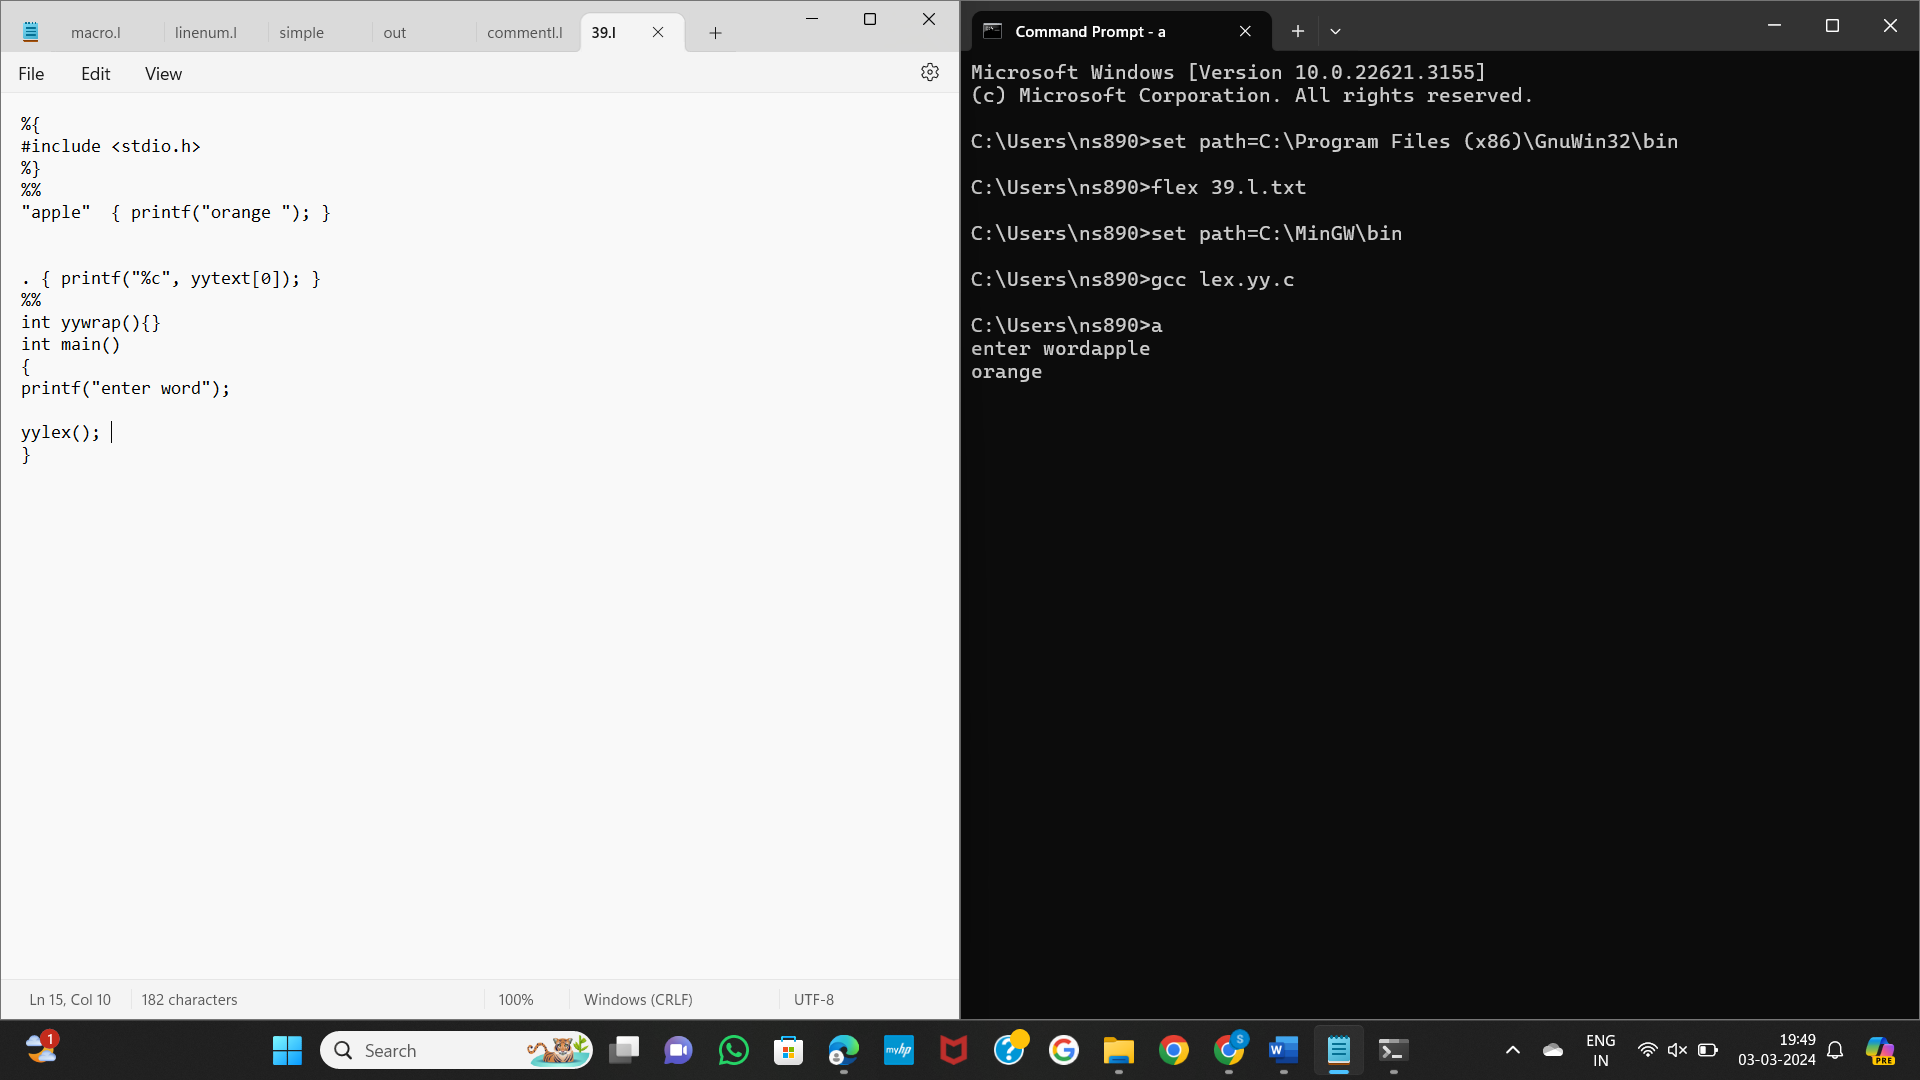 macro.l linenum.l simple out commentl.l 39.l
File Edit View
%{
#include <stdio.h>
%}
%%
"apple"  { printf("orange "); }
. { printf("%c", yytext[0]); }
%%
int yywrap(){}
int main()
{
printf("enter word");
yylex();
}
Ln 15, Col 10 182 characters 100% Windows (CRLF) UTF-8
Command Prompt - a
Microsoft Windows [Version 10.0.22621.3155]
(c) Microsoft Corporation. All rights reserved.
C:\Users\ns890>set path=C:\Program Files (x86)\GnuWin32\bin
C:\Users\ns890>flex 39.l.txt
C:\Users\ns890>set path=C:\MinGW\bin
C:\Users\ns890>gcc lex.yy.c
C:\Users\ns890>a
enter wordapple
orange
1 Search myhp ? G S W ENG 19:49
IN 03-03-2024 PRE